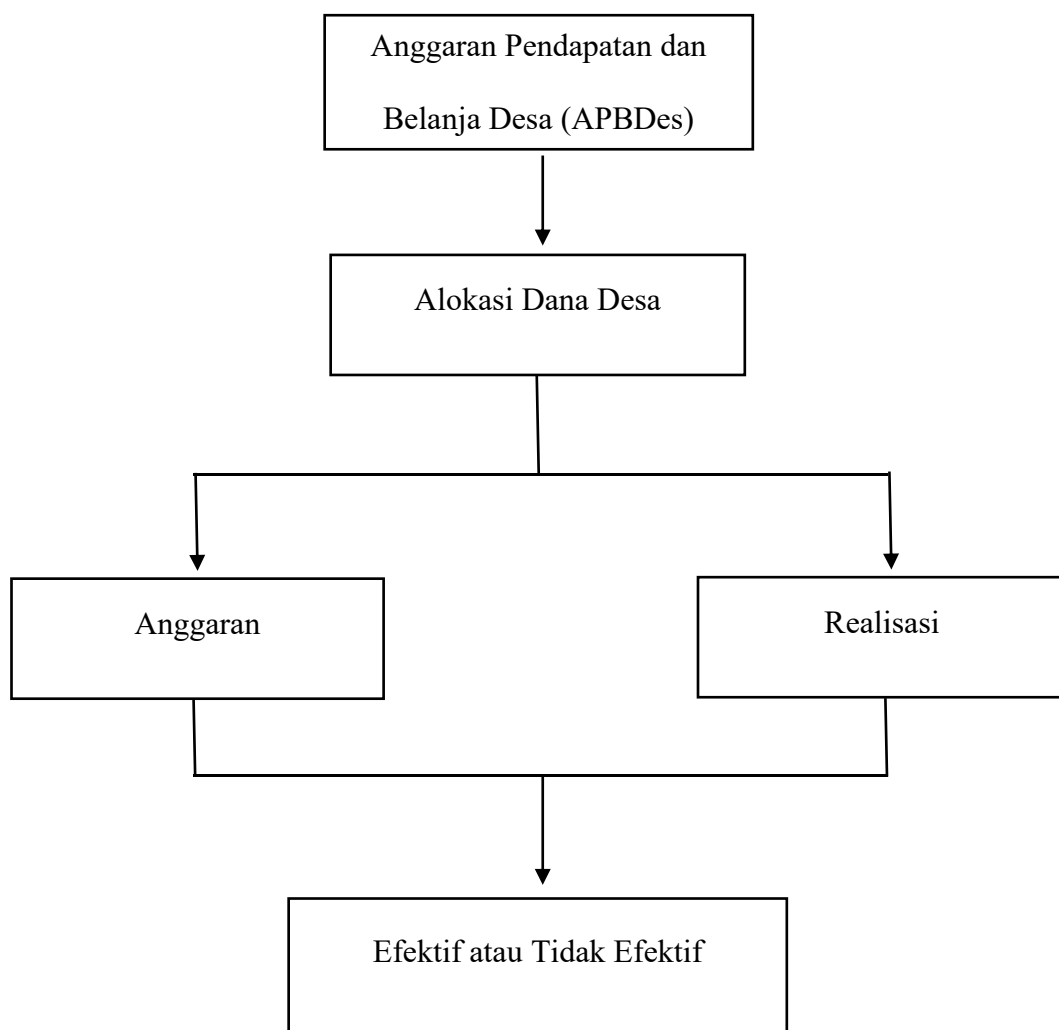 Anggaran Pendapatan dan
Belanja Desa (APBDes)
Alokasi Dana Desa
Anggaran
Realisasi
Efektif atau Tidak Efektif